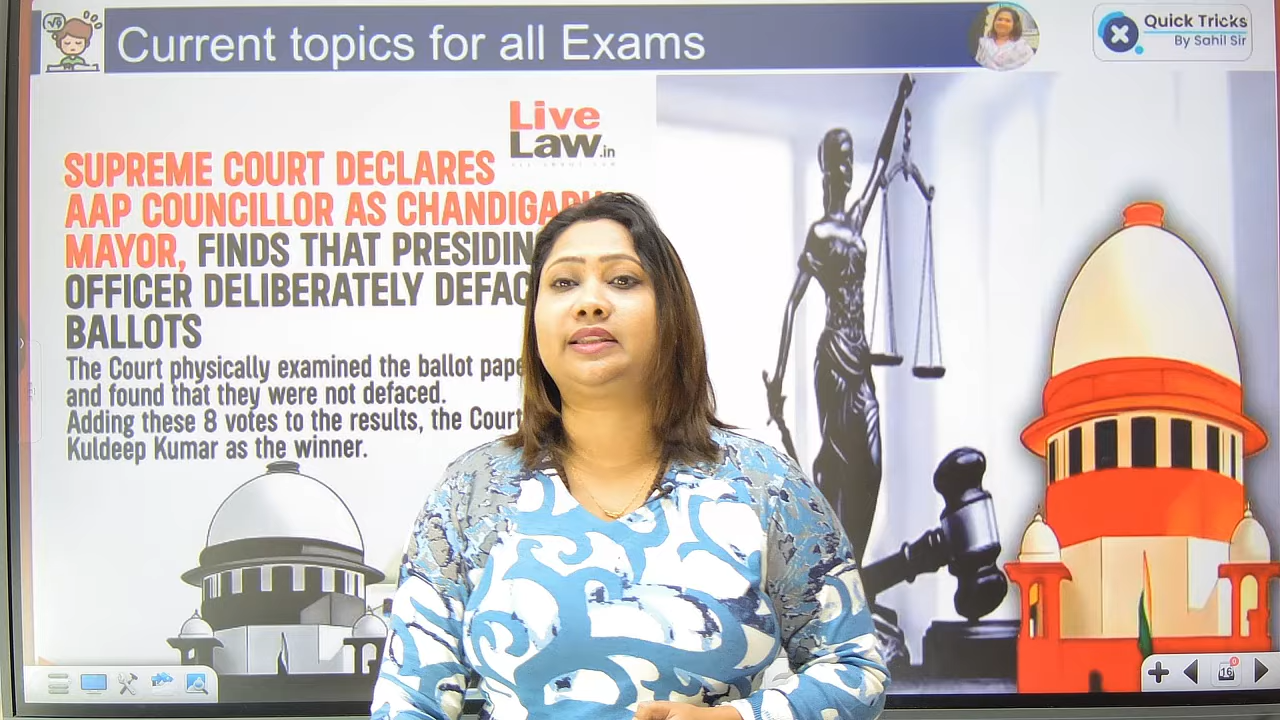 Current topics for all Exams
Quick Tricks
By Sahil Sir
Live
Law.in
SUPREME COURT DECLARES
AAP COUNCILLOR AS
MAYOR, FINDS THAT
OFFICER DELIBERATELY
BALLOTS
The Court physically examined the ballot
and found that they were not defaced.
Adding these 8 votes to the results, the Court
Kuldeep Kumar as the winner.
16